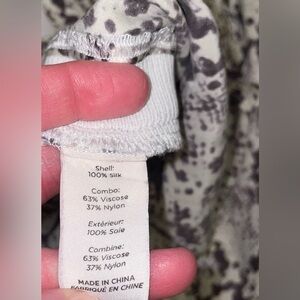 Shell:
100% Silk
Combo:
63% Viscose
37% Nylon
Extérieur:
100% Soie
Combine:
63% Viscose
37% Nylon
MADE IN CHINA
FABRIQUÉ EN CHINE